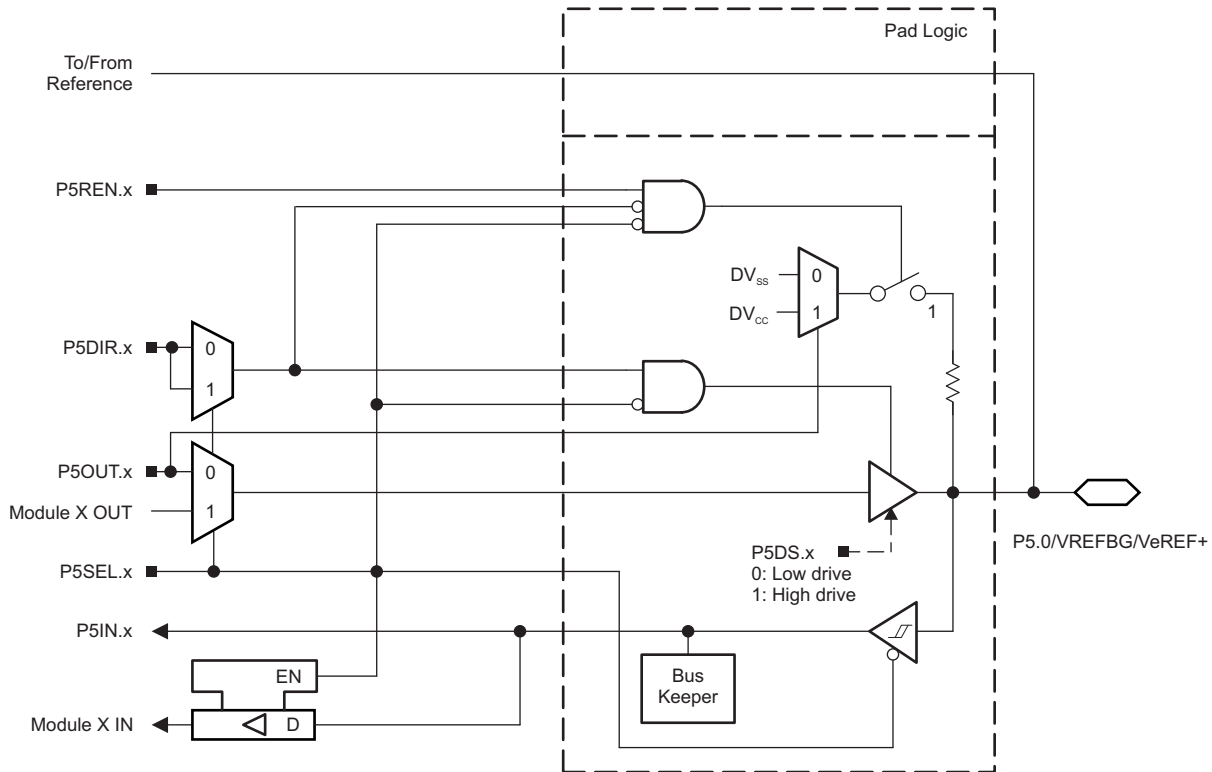 Pad Logic
To/From
Reference
P5REN.x
DVSS
0
DVCC
1
1
P5DIR.x
0
1
P5OUT.x
0
Module X OUT
1
P5DS.x
0: Low drive
1: High drive
P5.0/VREFBG/VeREF+
P5SEL.x
P5IN.x
Bus
Keeper
EN
Module X IN
D